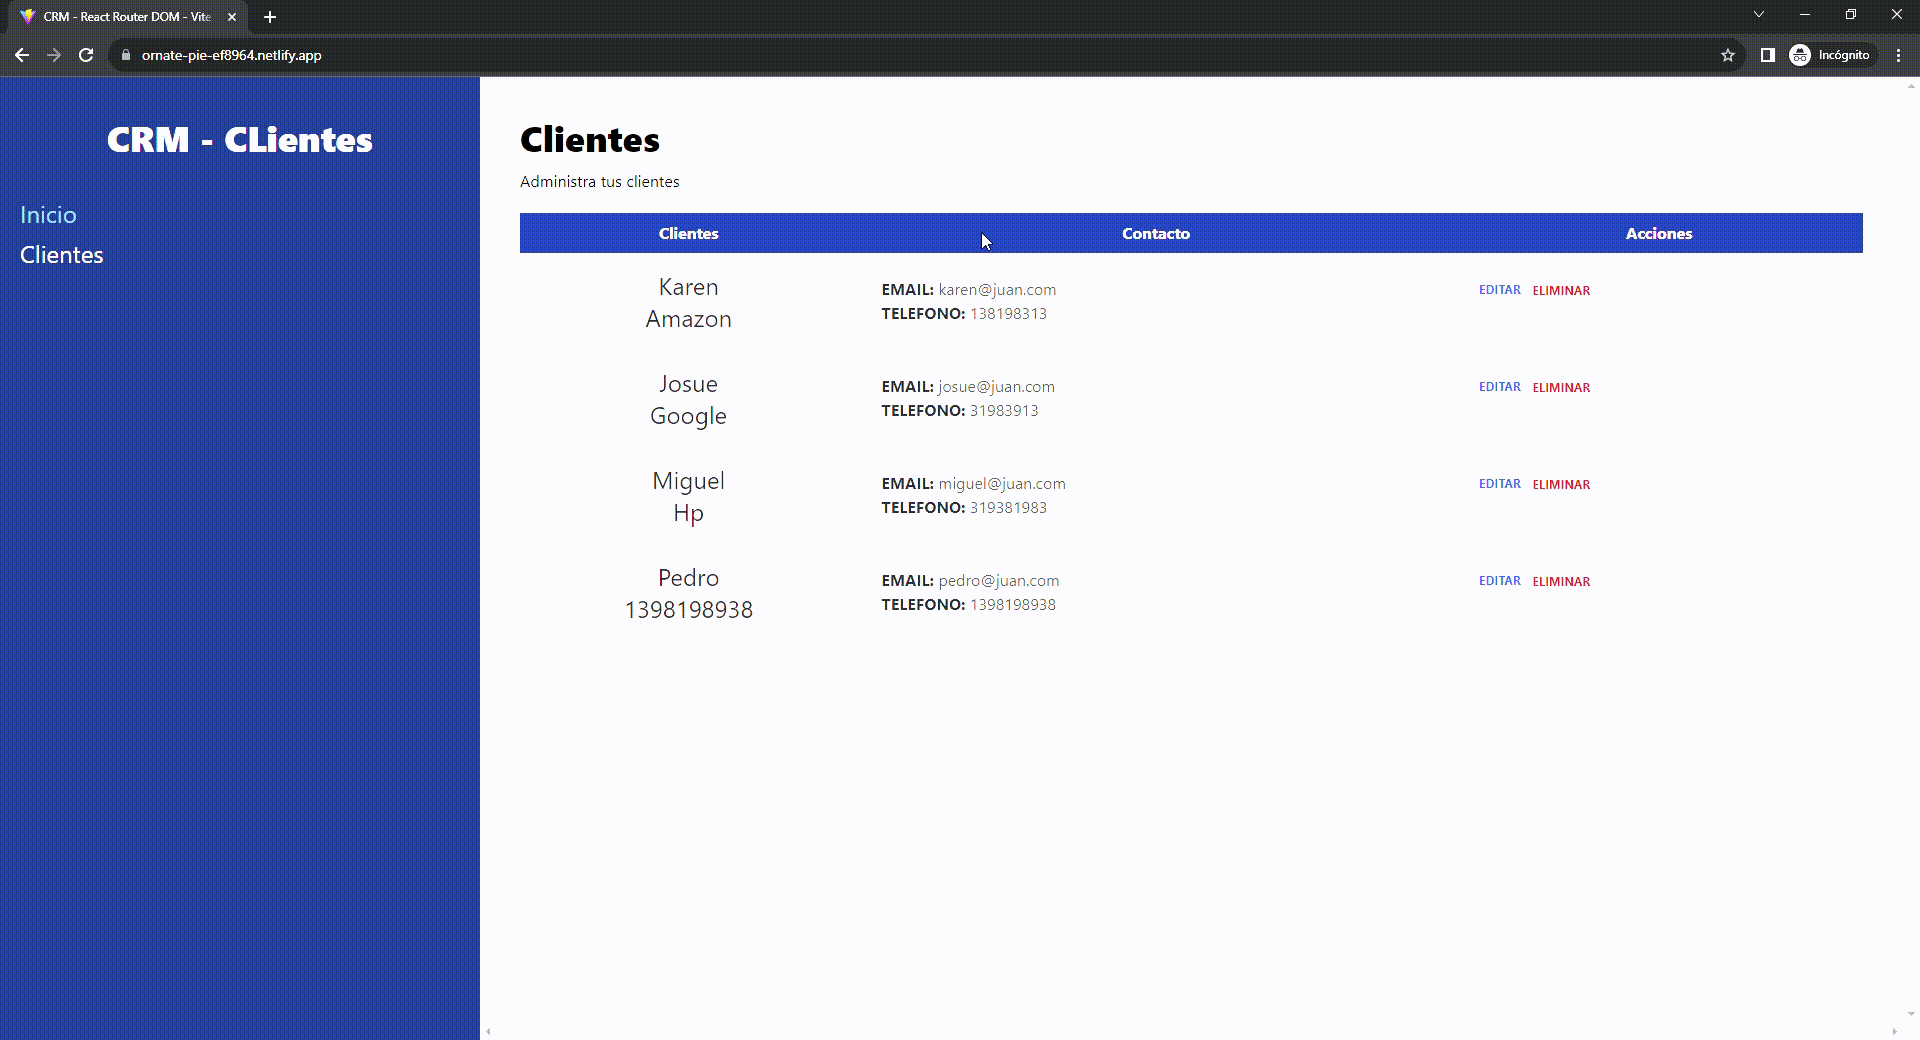 CRM - React Router DOM - Vite
ornate-pie-ef8964.netlify.app
Incógnito
CRM - CLientes
Inicio
Clientes
Clientes
Administra tus clientes
Clientes Contacto Acciones
Karen
Amazon
EMAIL: karen@juan.com
TELEFONO: 138198313
EDITAR ELIMINAR
Josue
Google
EMAIL: josue@juan.com
TELEFONO: 31983913
EDITAR ELIMINAR
Miguel
Hp
EMAIL: miguel@juan.com
TELEFONO: 319381983
EDITAR ELIMINAR
Pedro
1398198938
EMAIL: pedro@juan.com
TELEFONO: 1398198938
EDITAR ELIMINAR